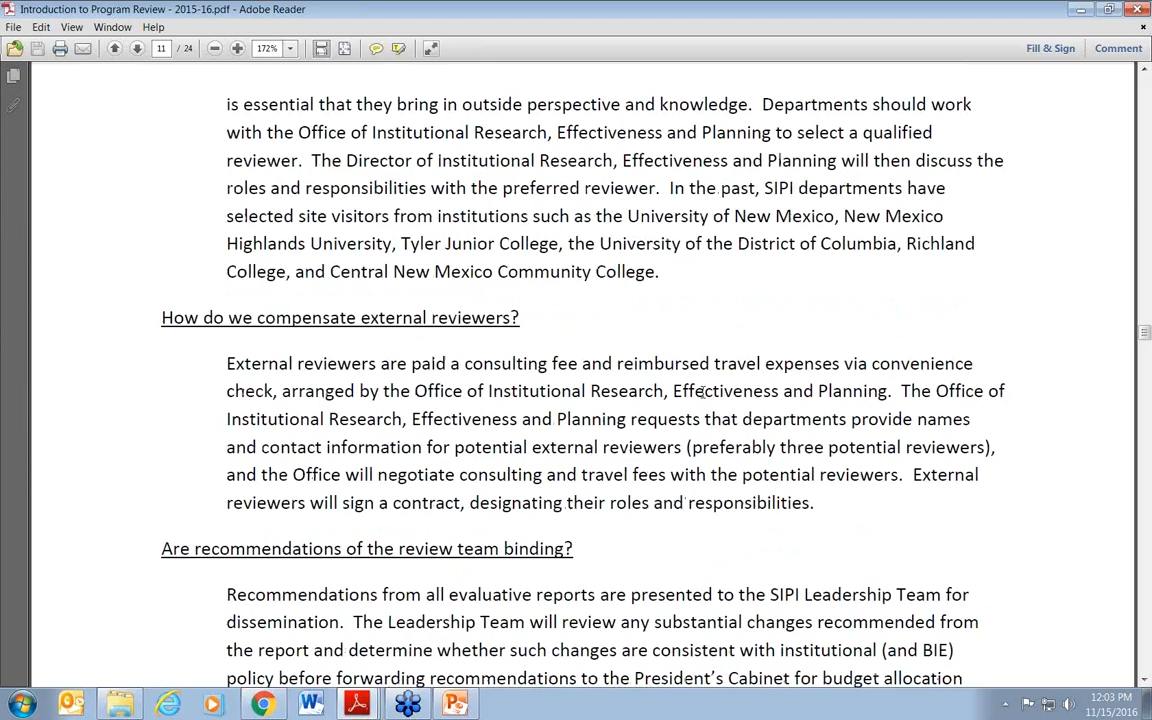 Introduction to Program Review - 2015-16.pdf - Adobe Reader
File Edit View Window Help
11 / 24 172% Fill & Sign Comment
is essential that they bring in outside perspective and knowledge. Departments should work
with the Office of Institutional Research, Effectiveness and Planning to select a qualified
reviewer. The Director of Institutional Research, Effectiveness and Planning will then discuss the
roles and responsibilities with the preferred reviewer. In the past, SIPI departments have
selected site visitors from institutions such as the University of New Mexico, New Mexico
Highlands University, Tyler Junior College, the University of the District of Columbia, Richland
College, and Central New Mexico Community College.
How do we compensate external reviewers?
External reviewers are paid a consulting fee and reimbursed travel expenses via convenience
check, arranged by the Office of Institutional Research, Effectiveness and Planning. The Office of
Institutional Research, Effectiveness and Planning requests that departments provide names
and contact information for potential external reviewers (preferably three potential reviewers),
and the Office will negotiate consulting and travel fees with the potential reviewers. External
reviewers will sign a contract, designating their roles and responsibilities.
Are recommendations of the review team binding?
Recommendations from all evaluative reports are presented to the SIPI Leadership Team for
dissemination. The Leadership Team will review any substantial changes recommended from
the report and determine whether such changes are consistent with institutional (and BIE)
policy before forwarding recommendations to the President's Cabinet for budget allocation
12:03 PM
11/15/2016